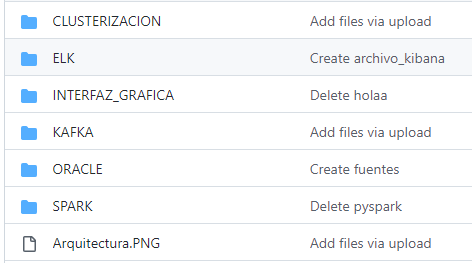 CLUSTERIZACION Add files via upload
ELK Create archivo_kibana
INTERFAZ_GRAFICA Delete holaa
KAFKA Add files via upload
ORACLE Create fuentes
SPARK Delete pyspark
Arquitectura.PNG Add files via upload